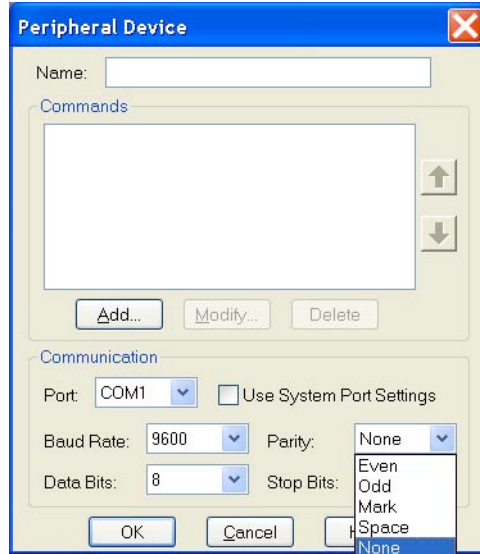 Peripheral Device
Name:
Commands
Add... Modify... Delete
Communication
Port: COM1 Use System Port Settings
Baud Rate: 9600 Parity: None
Data Bits: 8 Stop Bits:
Even
Odd
Mark
Space
None
OK Cancel